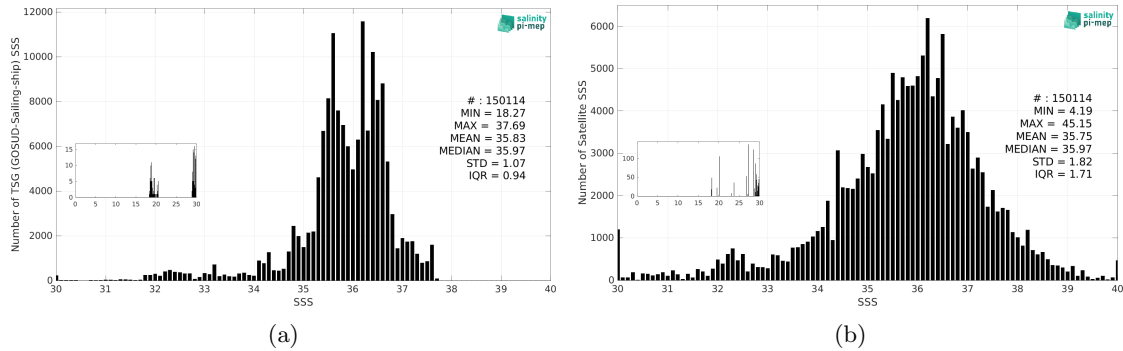 salinity
pi-mep
Number of TSG (GOSUD-Sailing-ship) SSS
12000
10000
8000
6000
4000
2000
0
# : 150114
MIN = 18.27
MAX = 37.69
MEAN = 35.83
MEDIAN = 35.97
STD = 1.07
IQR = 0.94
15
10
5
0
0 5 10 15 20 25 30
30 31 32 33 34 35 36 37 38 39 40
SSS
(a)
salinity
pi-mep
Number of Satellite SSS
6000
5000
4000
3000
2000
1000
0
# : 150114
MIN = 4.19
MAX = 45.15
MEAN = 35.75
MEDIAN = 35.97
STD = 1.82
IQR = 1.71
100
50
0
0 5 10 15 20 25 30
30 31 32 33 34 35 36 37 38 39 40
SSS
(b)